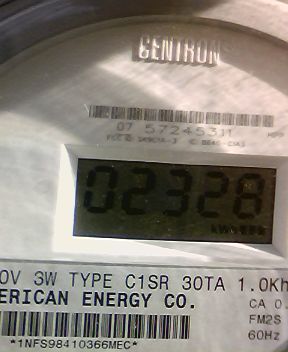 CENTRON
07 57245311
02328
0V 3W TYPE C1SR 30TA 1.0Kh
ERICAN ENERGY CO.
CA 0.
FM2S
60Hz
*1NFS98410366MEC*